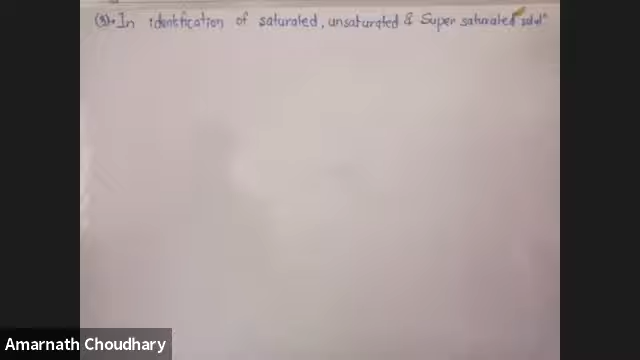 (3)• In identification of saturated, unsaturated & Super saturated solⁿ
Amarnath Choudhary